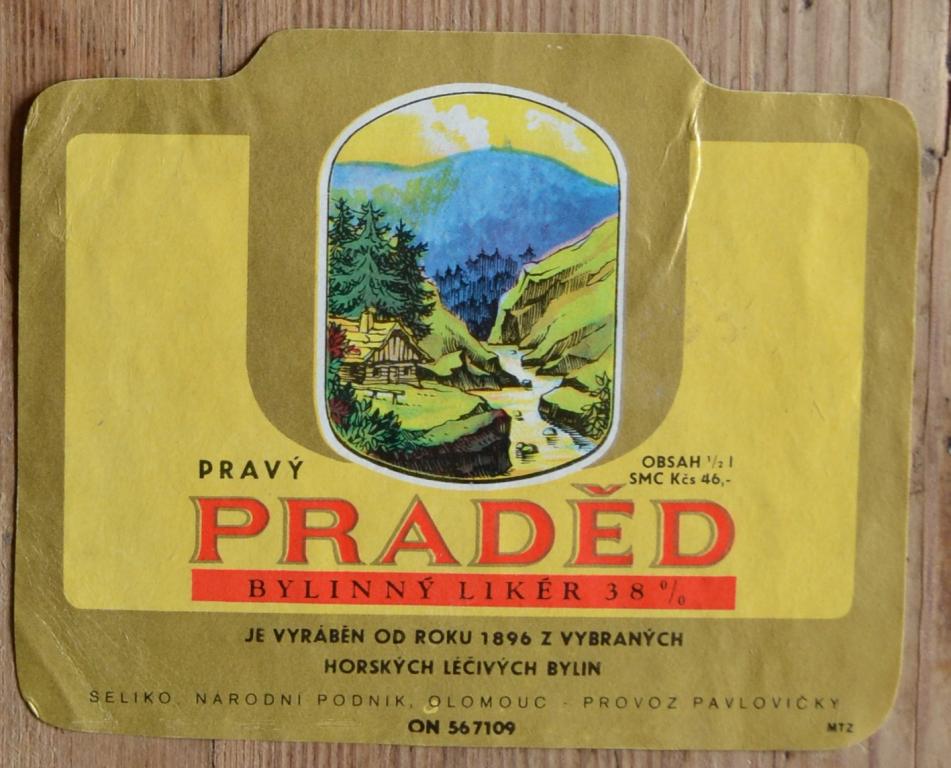 PRAVÝ
OBSAH ½ l
SMC Kčs 46,-
PRADĚD
BYLINNÝ LIKÉR 38 %
JE VYRÁBĚN OD ROKU 1896 Z VYBRANÝCH
HORSKÝCH LÉČIVÝCH BYLIN
SELIKO, NÁRODNÍ PODNIK, OLOMOUC - PROVOZ PAVLOVIČKY
ON 567109
MTZ